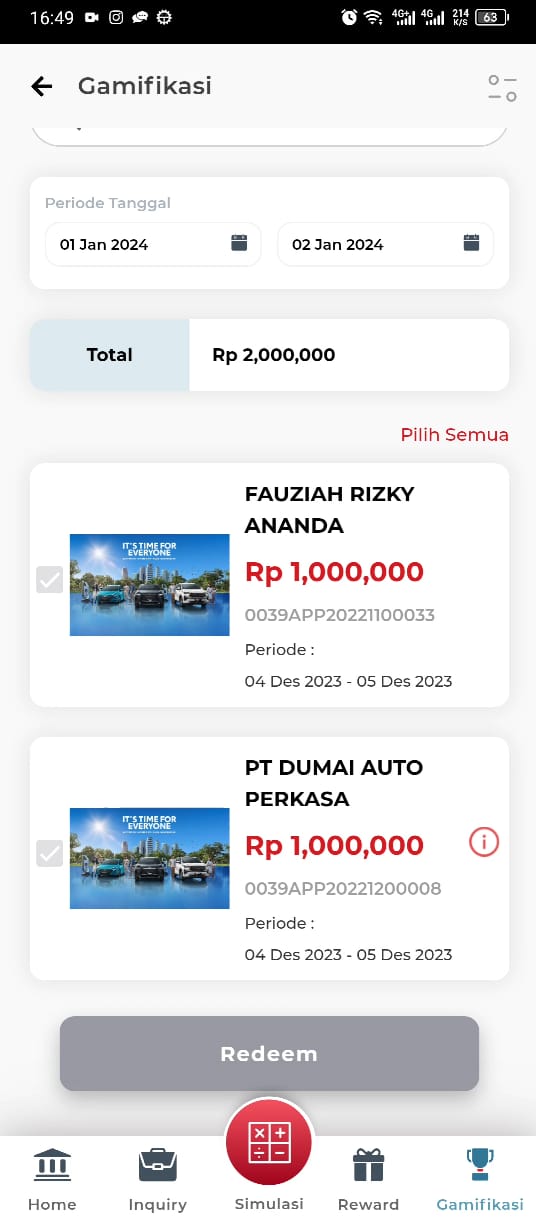 16:49
4G+
4G
214
K/S
63
Gamifikasi
Periode Tanggal
01 Jan 2024
02 Jan 2024
Total
Rp 2,000,000
Pilih Semua
FAUZIAH RIZKY
ANANDA
IT'S TIME FOR
EVERYONE
Rp 1,000,000
0039APP20221100033
Periode :
04 Des 2023 - 05 Des 2023
PT DUMAI AUTO
PERKASA
IT'S TIME FOR
EVERYONE
Rp 1,000,000
0039APP20221200008
Periode :
04 Des 2023 - 05 Des 2023
Redeem
Home
Inquiry
Simulasi
Reward
Gamifikasi